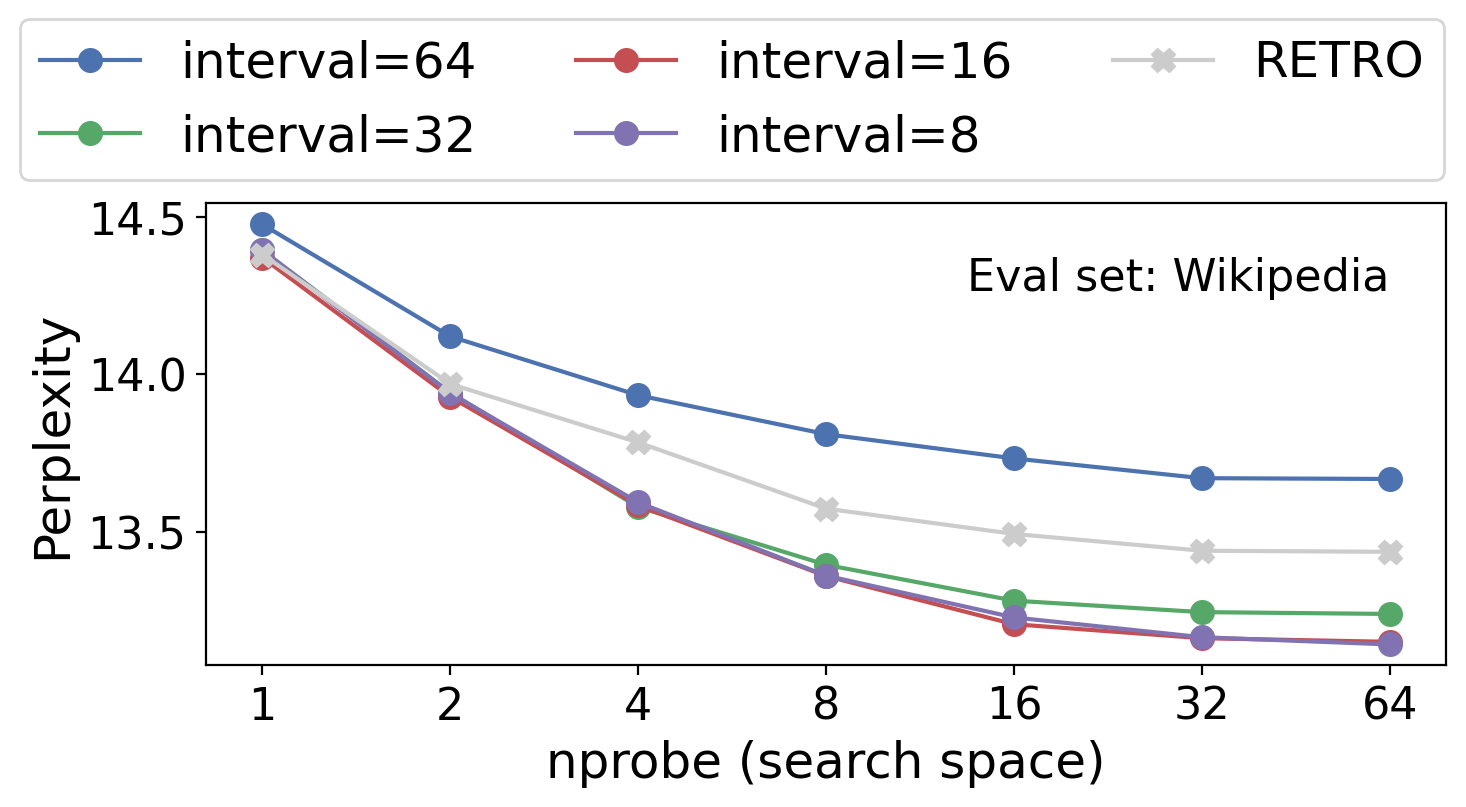 interval=64 interval=16 RETRO
interval=32 interval=8
14.5
Eval set: Wikipedia
14.0
13.5
Perplexity
1 2 4 8 16 32 64
nprobe (search space)